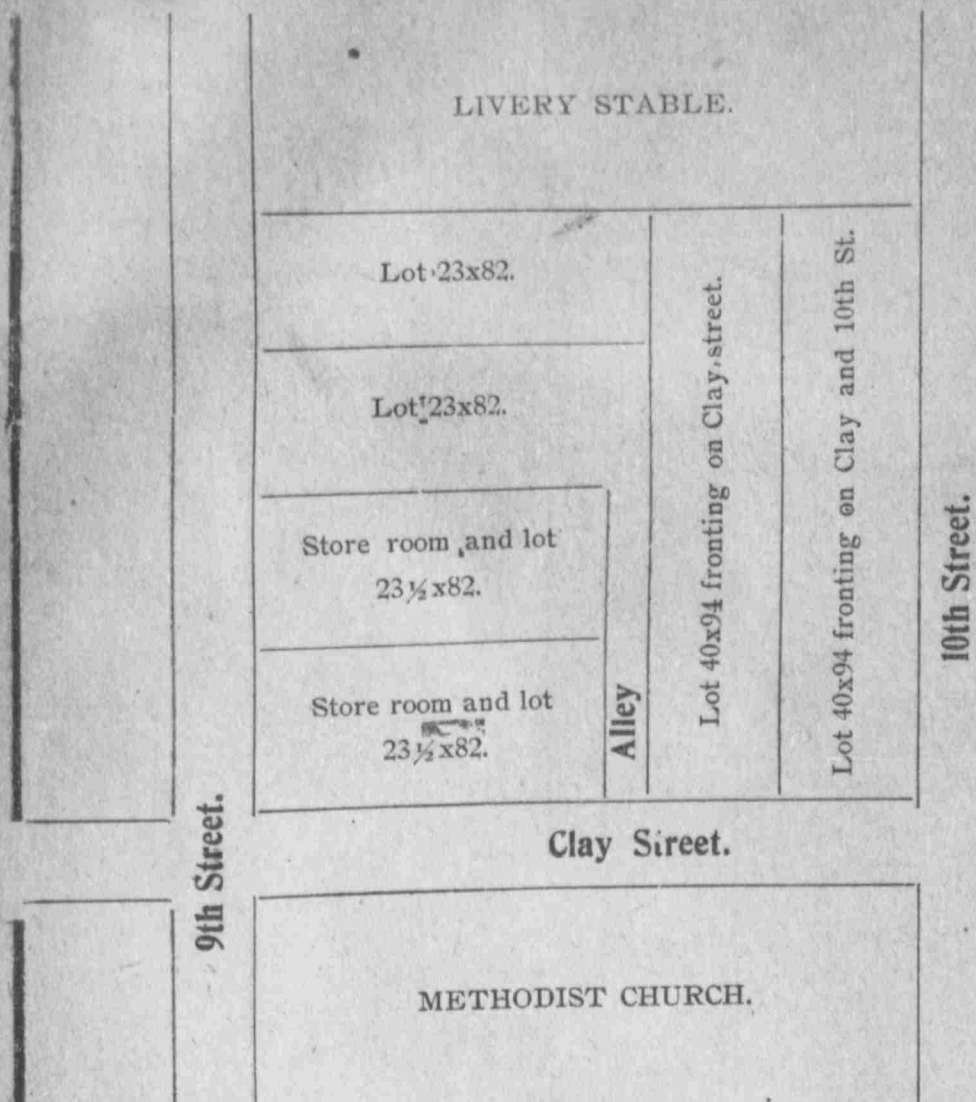 LIVERY STABLE.
Lot 23x82.
Lot 23x82.
Store room and lot
23½x82.
Store room and lot
23½x82.
Alley
Lot 40x94 fronting on Clay street.
Lot 40x94 fronting on Clay and 10th St.
10th Street.
9th Street.
Clay Street.
METHODIST CHURCH.